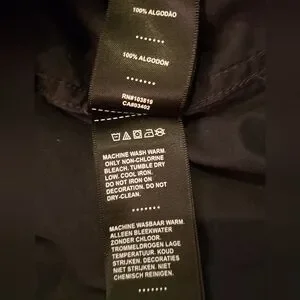 100% ALGODÃO
*******
100% ALGODÓN
*******
RN#103819
CA#03402
MACHINE WASH WARM.
ONLY NON-CHLORINE
BLEACH. TUMBLE DRY
LOW. COOL IRON.
DO NOT IRON ON
DECORATION. DO NOT
DRY-CLEAN.
*******
MACHINE WASBAAR WARM.
ALLEEN BLEEKWATER
ZONDER CHLOOR.
TROMMELDROGEN LAGE
TEMPERATUUR. KOUD
STRIJKEN. DECORATIES
NIET STRIJKEN. NIET
CHEMISCH REINIGEN.
*******